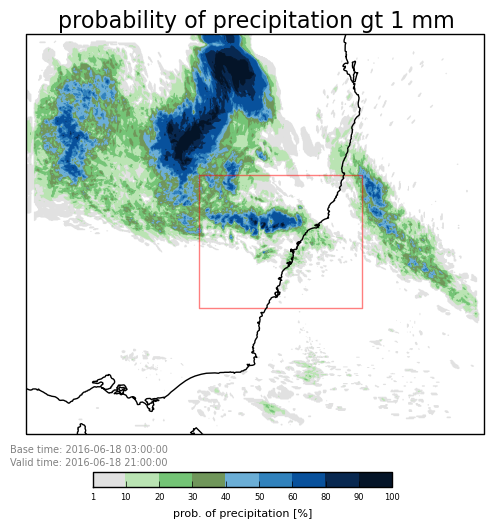 probability of precipitation gt 1 mm
Base time: 2016-06-18 03:00:00
Valid time: 2016-06-18 21:00:00
1 10 20 30 40 50 60 70 80 90 100
prob. of precipitation [%]